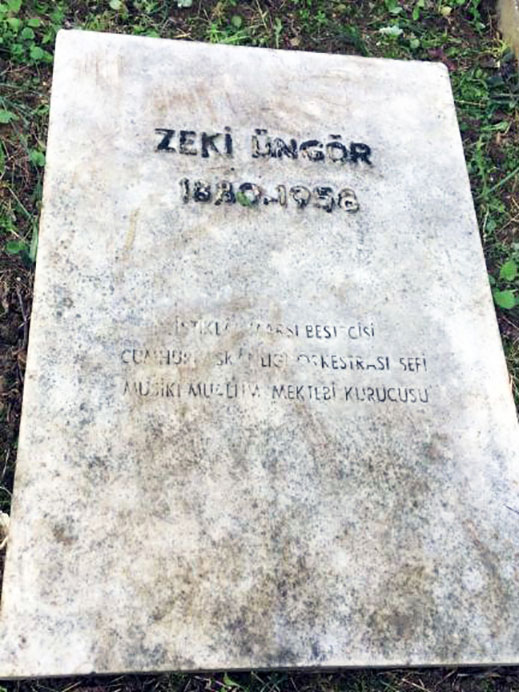 ZEKİ ÜNGÖR
1880-1958
İSTİKLÂL MARŞI BESTECİSİ
CUMHURBAŞKANLIĞI ORKESTRASI ŞEFİ
MUSİKİ MUALLİM MEKTEBİ KURUCUSU